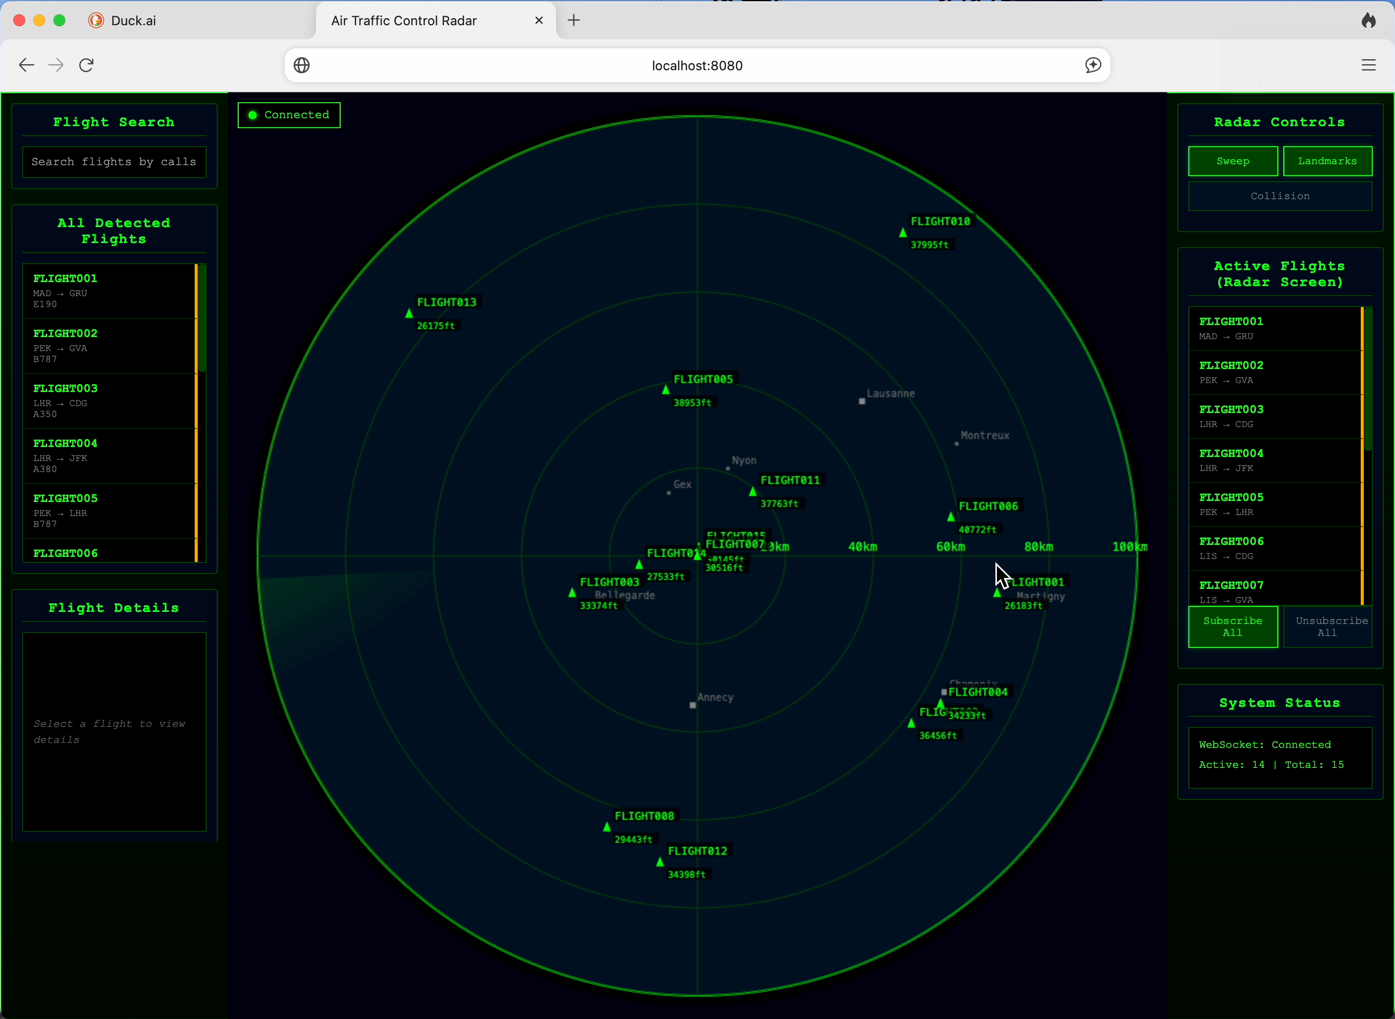 Duck.ai
Air Traffic Control Radar
localhost:8080
Flight Search
Search flights by calls
All Detected
Flights
FLIGHT001
MAD → GRU
E190
FLIGHT002
PEK → GVA
B787
FLIGHT003
LHR → CDG
A350
FLIGHT004
LHR → JFK
A380
FLIGHT005
PEK → LHR
B787
FLIGHT006
Flight Details
Select a flight to view
details
Connected
FLIGHT010
37995ft
FLIGHT013
26175ft
FLIGHT005
38953ft
Lausanne
Montreux
Nyon
Gex
FLIGHT011
37763ft
FLIGHT006
40772ft
FLIGHT015
FLIGHT007
30516ft
40km
60km
80km
100km
FLIGHT014
27533ft
FLIGHT003
33374ft
Bellegarde
FLIGHT001
Martigny
26183ft
Annecy
Chamonix
FLIGHT004
34233ft
36456ft
FLIGHT008
29443ft
FLIGHT012
34398ft
Radar Controls
Sweep
Landmarks
Collision
Active Flights
(Radar Screen)
FLIGHT001
MAD → GRU
FLIGHT002
PEK → GVA
FLIGHT003
LHR → CDG
FLIGHT004
LHR → JFK
FLIGHT005
PEK → LHR
FLIGHT006
LIS → CDG
FLIGHT007
LIS → GVA
Subscribe
All
Unsubscribe
All
System Status
WebSocket: Connected
Active: 14 | Total: 15